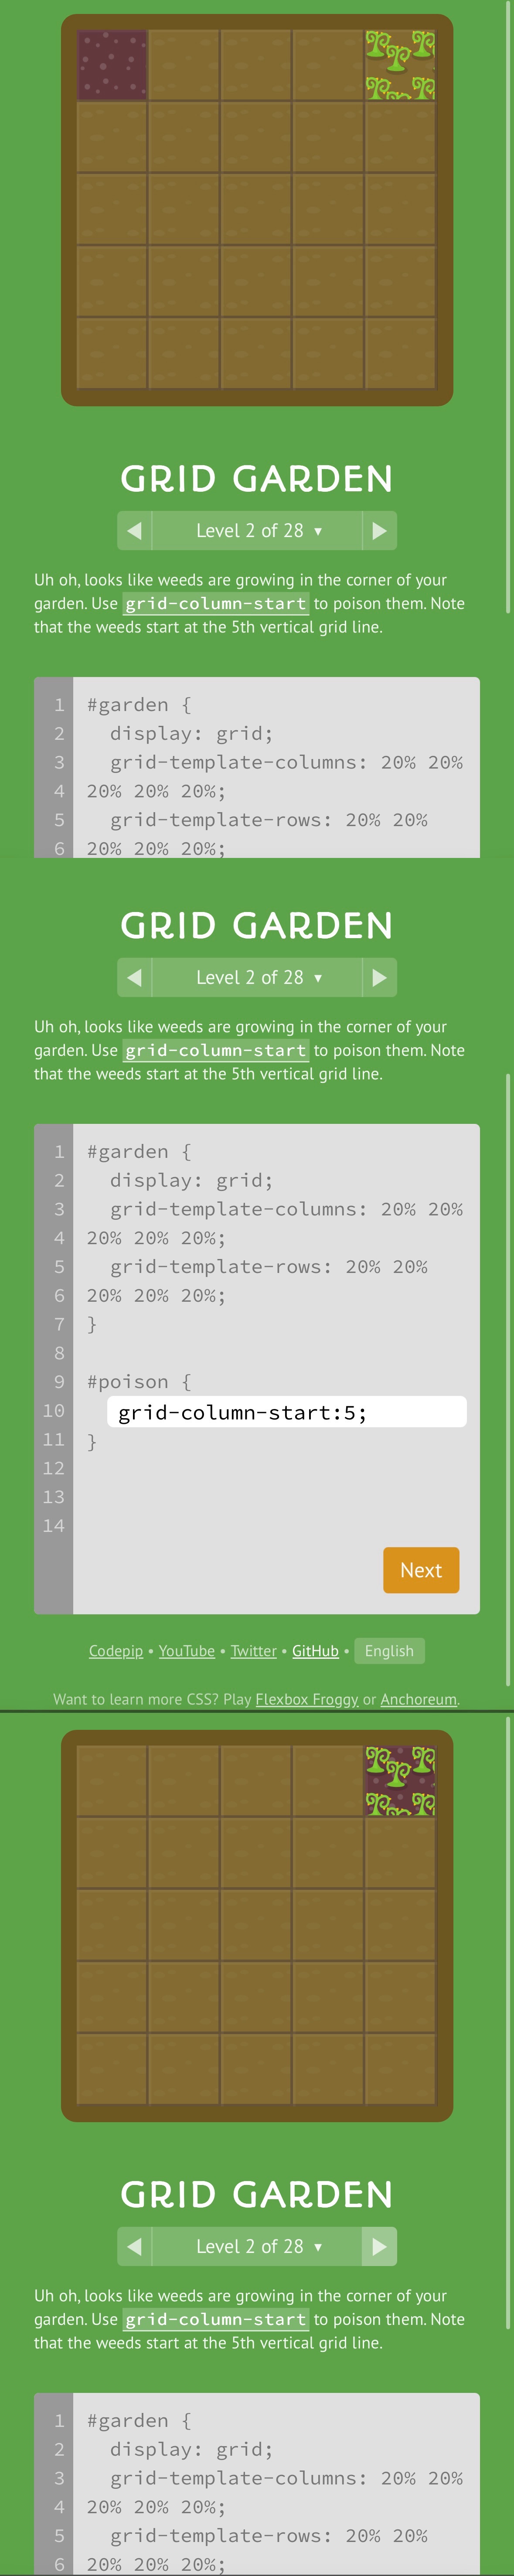 GRID GARDEN
Level 2 of 28 ▼
Uh oh, looks like weeds are growing in the corner of your
garden. Use grid-column-start to poison them. Note
that the weeds start at the 5th vertical grid line.
1 #garden {
2 display: grid;
3 grid-template-columns: 20% 20%
4 20% 20% 20%;
5 grid-template-rows: 20% 20%
6 20% 20% 20%;
GRID GARDEN
Level 2 of 28 ▼
Uh oh, looks like weeds are growing in the corner of your
garden. Use grid-column-start to poison them. Note
that the weeds start at the 5th vertical grid line.
1 #garden {
2 display: grid;
3 grid-template-columns: 20% 20%
4 20% 20% 20%;
5 grid-template-rows: 20% 20%
6 20% 20% 20%;
7 }
8
9 #poison {
10 grid-column-start:5;
11 }
12
13
14
Next
Codepip • YouTube • Twitter • GitHub • English
Want to learn more CSS? Play Flexbox Froggy or Anchoreum.
GRID GARDEN
Level 2 of 28 ▼
Uh oh, looks like weeds are growing in the corner of your
garden. Use grid-column-start to poison them. Note
that the weeds start at the 5th vertical grid line.
1 #garden {
2 display: grid;
3 grid-template-columns: 20% 20%
4 20% 20% 20%;
5 grid-template-rows: 20% 20%
6 20% 20% 20%;